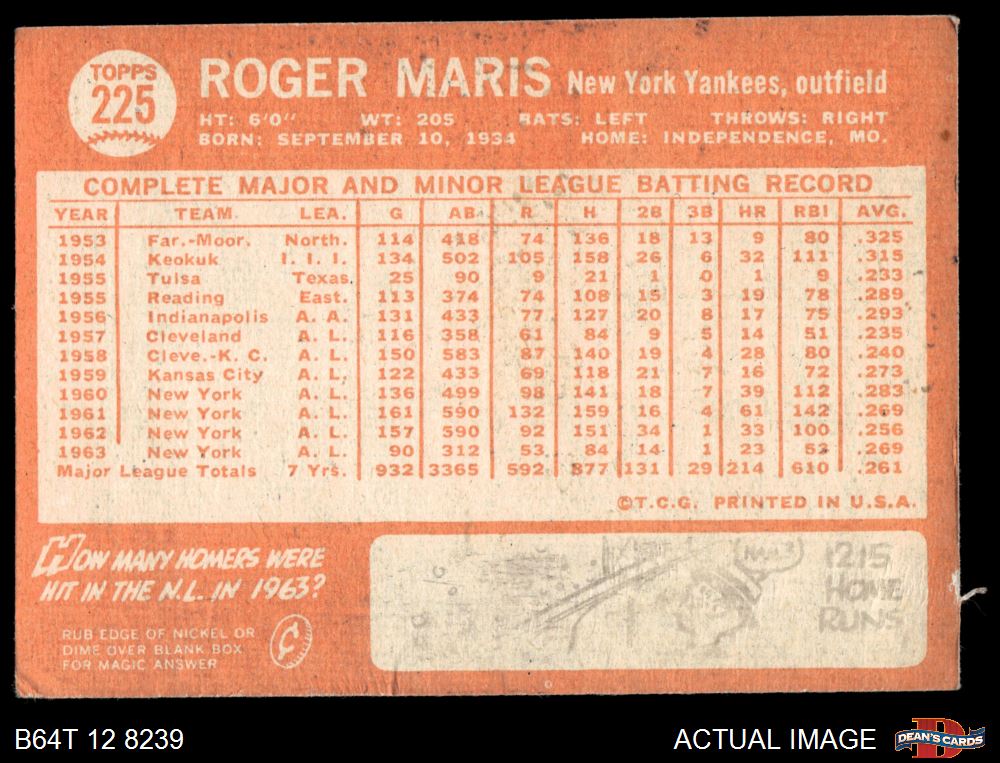 TOPPS
225
ROGER MARIS New York Yankees, outfield
HT: 6'0" WT: 205 BATS: LEFT THROWS: RIGHT
BORN: SEPTEMBER 10, 1934 HOME: INDEPENDENCE, MO.
COMPLETE MAJOR AND MINOR LEAGUE BATTING RECORD
YEAR TEAM LEA. G AB R H 2B 3B HR RBI AVG.
1953 Far.-Moor. North. 114 418 74 136 18 13 9 80 .325
1954 Keokuk I. I. I. 134 502 105 158 26 6 32 111 .315
1955 Tulsa Texas 25 90 9 21 1 0 1 9 .233
1955 Reading East. 113 374 74 108 15 3 19 78 .289
1956 Indianapolis A. A. 131 433 77 127 20 8 17 75 .293
1957 Cleveland A. L. 116 358 61 84 9 5 14 51 .235
1958 Cleve.-K. C. A. L. 150 583 87 140 19 4 28 80 .240
1959 Kansas City A. L. 122 433 69 118 21 7 16 72 .273
1960 New York A. L. 136 499 98 141 18 7 39 112 .283
1961 New York A. L. 161 590 132 159 16 4 61 142 .269
1962 New York A. L. 157 590 92 151 34 1 33 100 .256
1963 New York A. L. 90 312 53 84 14 1 23 53 .269
Major League Totals 7 Yrs. 932 3365 592 877 131 29 214 610 .261
©T.C.G. PRINTED IN U.S.A.
HOW MANY HOMERS WERE
HIT IN THE N.L. IN 1963?
RUB EDGE OF NICKEL OR
DIME OVER BLANK BOX
FOR MAGIC ANSWER
¢
1215
HOME
RUNS
B64T 12 8239
ACTUAL IMAGE
DEAN'S CARDS